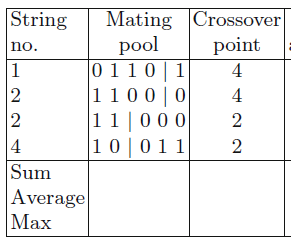 String Mating Crossover
no. pool point
1 0 1 1 0 | 1 4
2 1 1 0 0 | 0 4
2 1 1 | 0 0 0 2
4 1 0 | 0 1 1 2
Sum
Average
Max